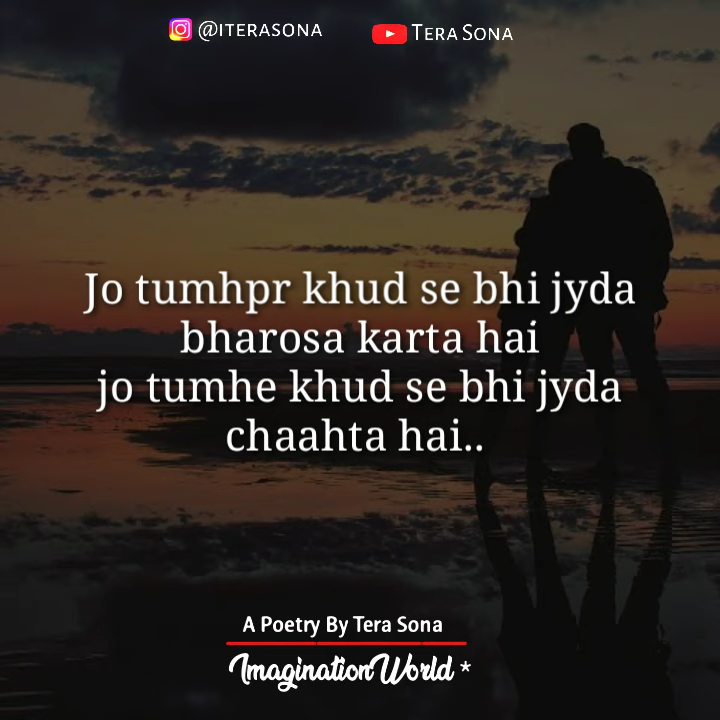 @iterasona Tera Sona
Jo tumhpr khud se bhi jyda
bharosa karta hai
jo tumhe khud se bhi jyda
chaahta hai..
A Poetry By Tera Sona
Imagination World *